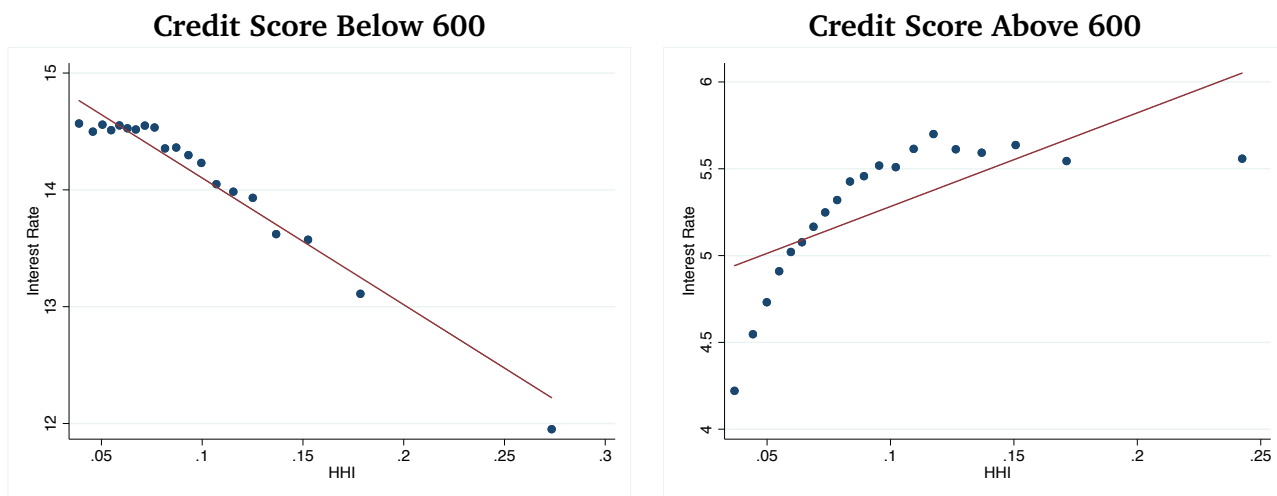 Credit Score Below 600
15
14
13
12
Interest Rate
.05 .1 .15 .2 .25 .3
HHI
Credit Score Above 600
6
5.5
5
4.5
4
Interest Rate
.05 .1 .15 .2 .25
HHI